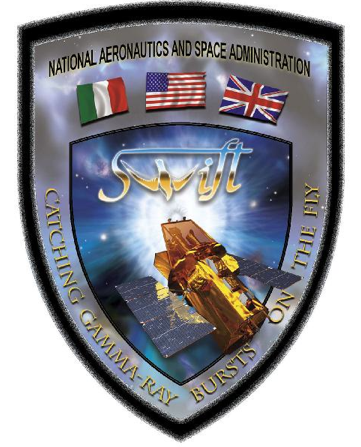 NATIONAL AERONAUTICS AND SPACE ADMINISTRATION
Swift
CATCHING GAMMA-RAY BURSTS ON THE FLY